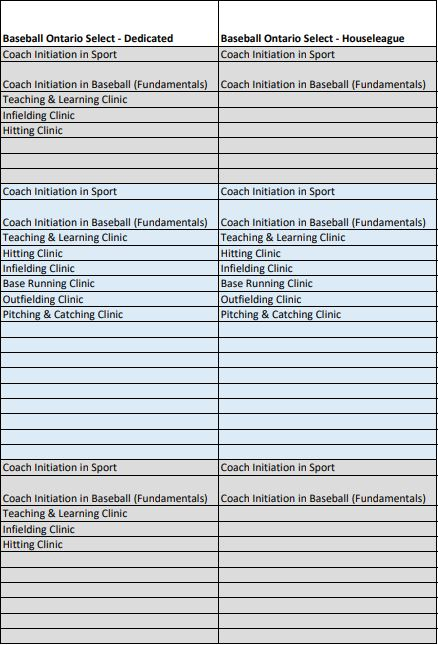 Baseball Ontario Select - Dedicated Baseball Ontario Select - Houseleague
Coach Initiation in Sport Coach Initiation in Sport
Coach Initiation in Baseball (Fundamentals) Coach Initiation in Baseball (Fundamentals)
Teaching & Learning Clinic
Infielding Clinic
Hitting Clinic
Coach Initiation in Sport Coach Initiation in Sport
Coach Initiation in Baseball (Fundamentals) Coach Initiation in Baseball (Fundamentals)
Teaching & Learning Clinic Teaching & Learning Clinic
Hitting Clinic Hitting Clinic
Infielding Clinic Infielding Clinic
Base Running Clinic Base Running Clinic
Outfielding Clinic Outfielding Clinic
Pitching & Catching Clinic Pitching & Catching Clinic
Coach Initiation in Sport Coach Initiation in Sport
Coach Initiation in Baseball (Fundamentals) Coach Initiation in Baseball (Fundamentals)
Teaching & Learning Clinic
Infielding Clinic
Hitting Clinic